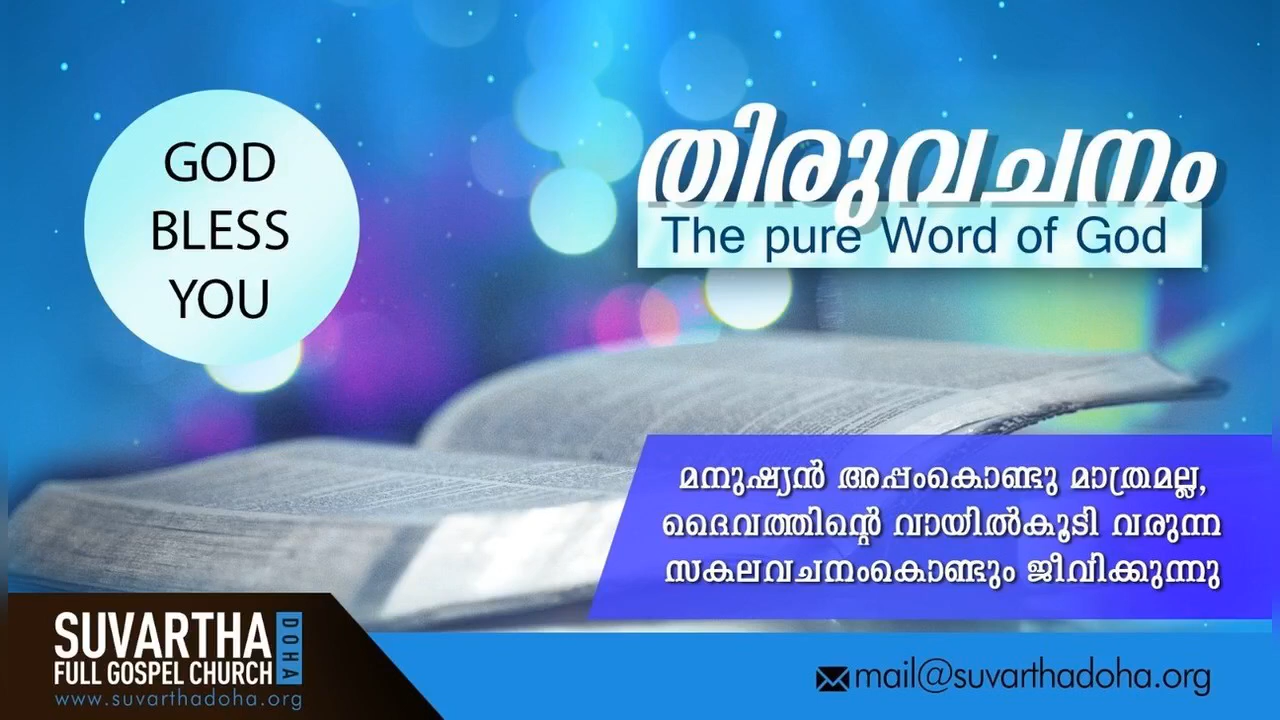 GOD
BLESS
YOU
തിരുവചനം
The pure Word of God
മനുഷ്യൻ അപ്പംകൊണ്ടു മാത്രമല്ല,
ദൈവത്തിന്റെ വായിൽകൂടി വരുന്ന
സകലവചനംകൊണ്ടും ജീവിക്കുന്നു
SUVARTHA DOHA
FULL GOSPEL CHURCH
www.suvarthadoha.org
mail@suvarthadoha.org